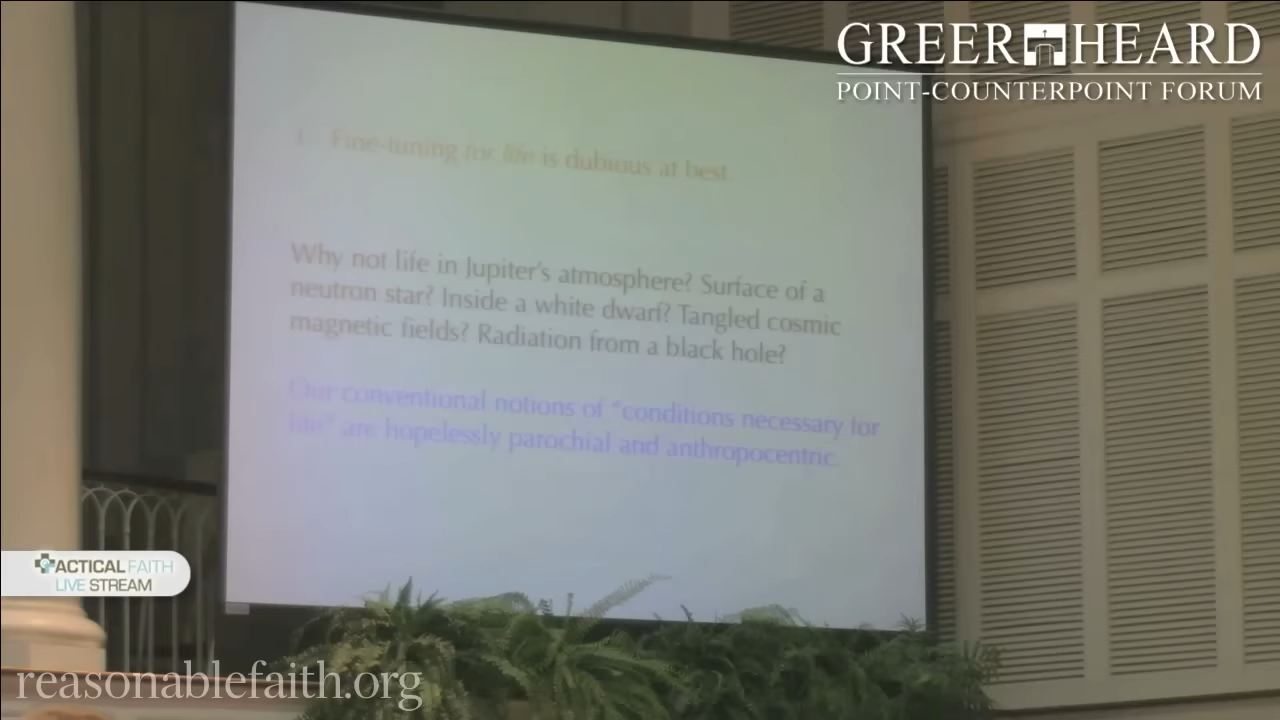 GREER HEARD
POINT-COUNTERPOINT FORUM
1. Fine-tuning for life is dubious at best.
Why not life in Jupiter's atmosphere? Surface of a
neutron star? Inside a white dwarf? Tangled cosmic
magnetic fields? Radiation from a black hole?
Our conventional notions of "conditions necessary for
life" are hopelessly parochial and anthropocentric.
TACTICAL FAITH
LIVE STREAM
reasonablefaith.org